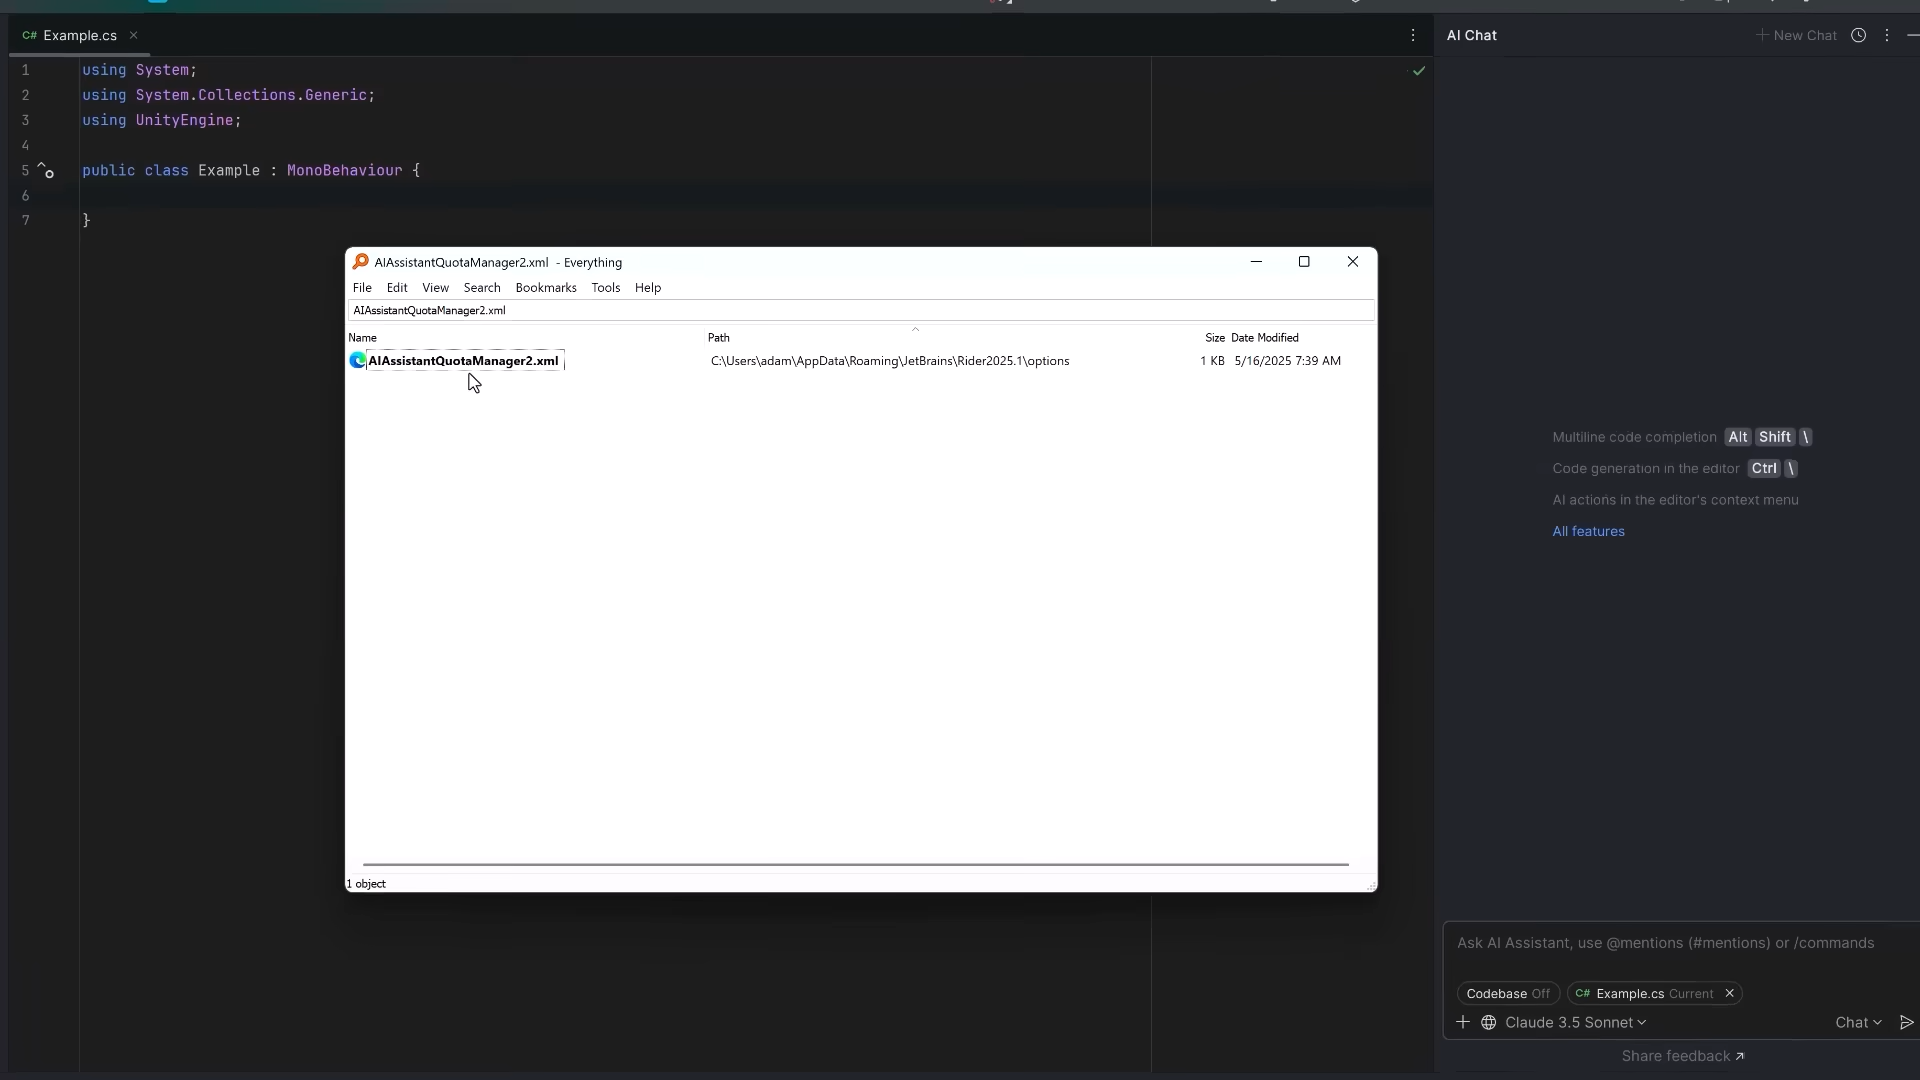 C# Example.cs ×
AI Chat
New Chat
1 using System;
2 using System.Collections.Generic;
3 using UnityEngine;
4
5 public class Example : MonoBehaviour {
6
7 }
AIAssistantQuotaManager2.xml - Everything
File Edit View Search Bookmarks Tools Help
AIAssistantQuotaManager2.xml
Name Path Size Date Modified
AIAssistantQuotaManager2.xml C:\Users\adam\AppData\Roaming\JetBrains\Rider2025.1\options 1 KB 5/16/2025 7:39 AM
1 object
Multiline code completion Alt Shift \
Code generation in the editor Ctrl \
AI actions in the editor's context menu
All features
Ask AI Assistant, use @mentions (#mentions) or /commands
Codebase Off C# Example.cs Current ×
Claude 3.5 Sonnet Chat
Share feedback ↗